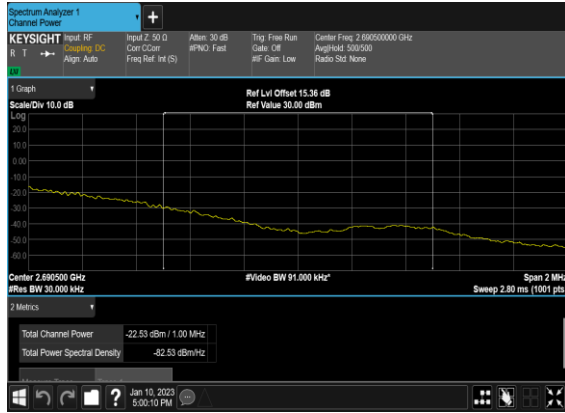 Spectrum Analyzer 1
Channel Power
+
KEYSIGHT Input: RF Input Z: 50 Ω Atten: 30 dB Trig: Free Run Center Freq: 2.690500000 GHz
R T Coupling: DC Corr CCorr #PNO: Fast Gate: Off Avg|Hold: 500/500
Align: Auto Freq Ref: Int (S) #IF Gain: Low Radio Std: None
1 Graph
Ref Lvl Offset 15.36 dB
Scale/Div 10.0 dB Ref Value 30.00 dBm
Log
20.0
10.0
0.00
-10.0
-20.0
-30.0
-40.0
-50.0
-60.0
Center 2.690500 GHz #Video BW 91.000 kHz* Span 2 MHz
#Res BW 30.000 kHz Sweep 2.80 ms (1001 pts
2 Metrics
Total Channel Power -22.53 dBm / 1.00 MHz
Total Power Spectral Density -82.53 dBm/Hz
?
Jan 10, 2023
5:00:10 PM